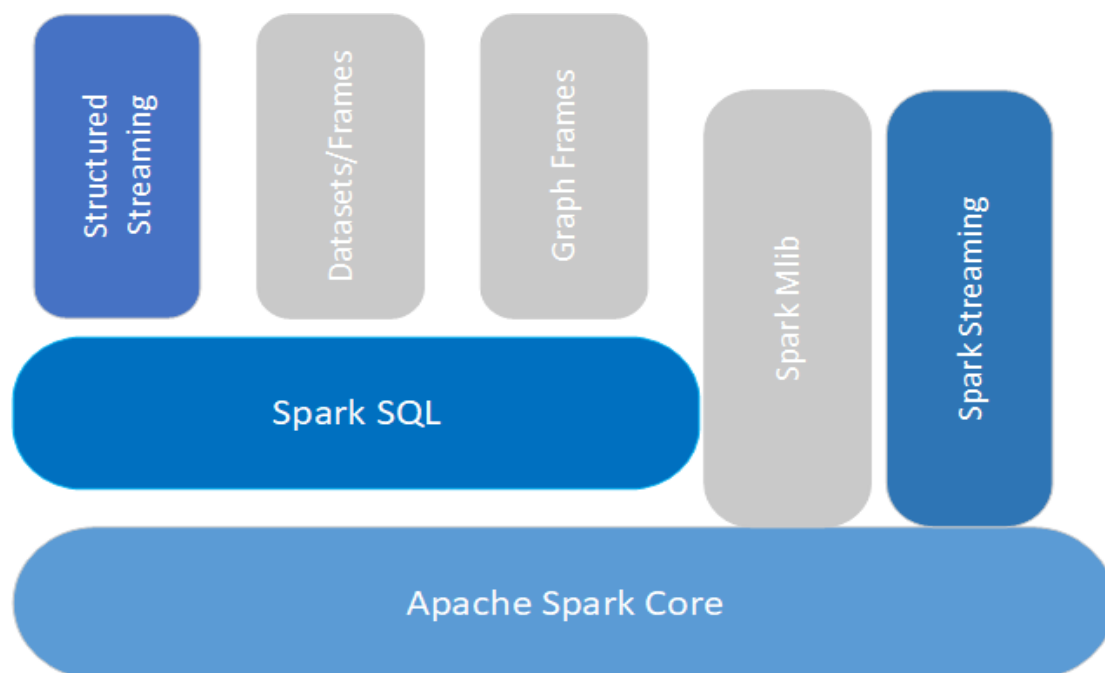 Structured
Streaming
Datasets/Frames
Graph Frames
Spark Mlib
Spark Streaming
Spark SQL
Apache Spark Core